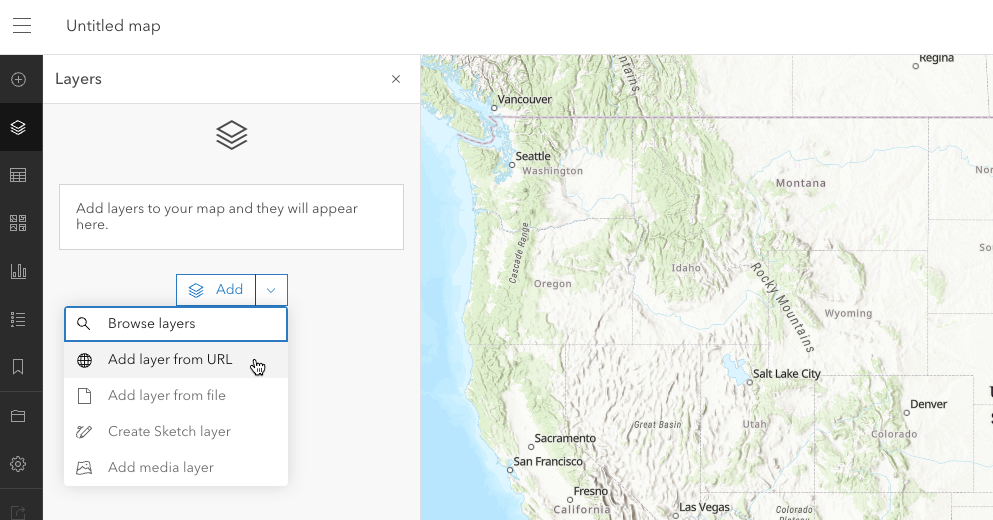 Untitled map
Layers
Add layers to your map and they will appear
here.
Add
Browse layers
Add layer from URL
Add layer from file
Create Sketch layer
Add media layer
Regina
Vancouver
Seattle
Washington
Montana
Cascade Range
Idaho
Oregon
Rocky Mountains
Wyoming
Salt Lake City
Denver
Great Basin
Utah
Colorado
Sacramento
San Francisco
Fresno
California
Las Vegas
Colorado